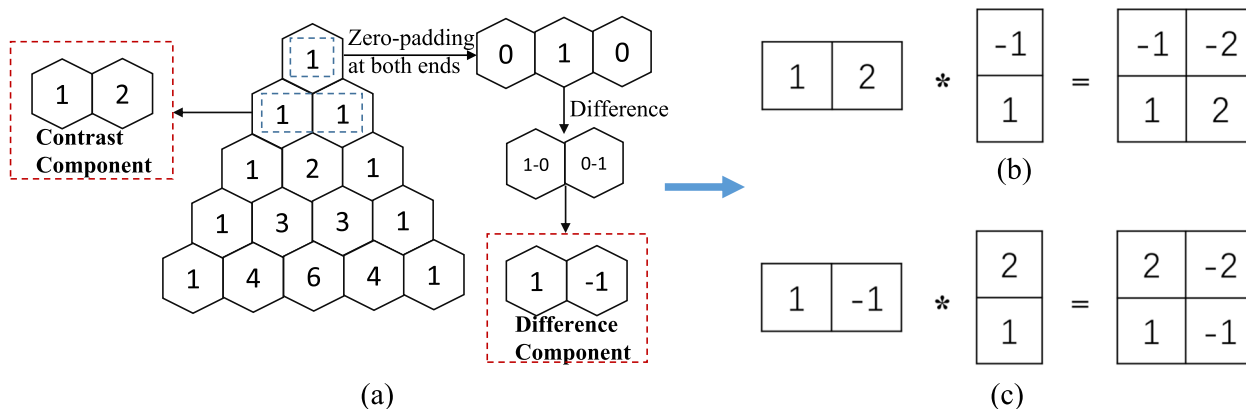 1 2
Contrast
Component
1
1 1
1 2 1
1 3 3 1
1 4 6 4 1
Zero-padding
at both ends
0 1 0
Difference
1-0 0-1
1 -1
Difference
Component
(a)
1 2 * -1 = -1 -2
1 1 2
(b)
1 -1 * 2 = 2 -2
1 1 -1
(c)